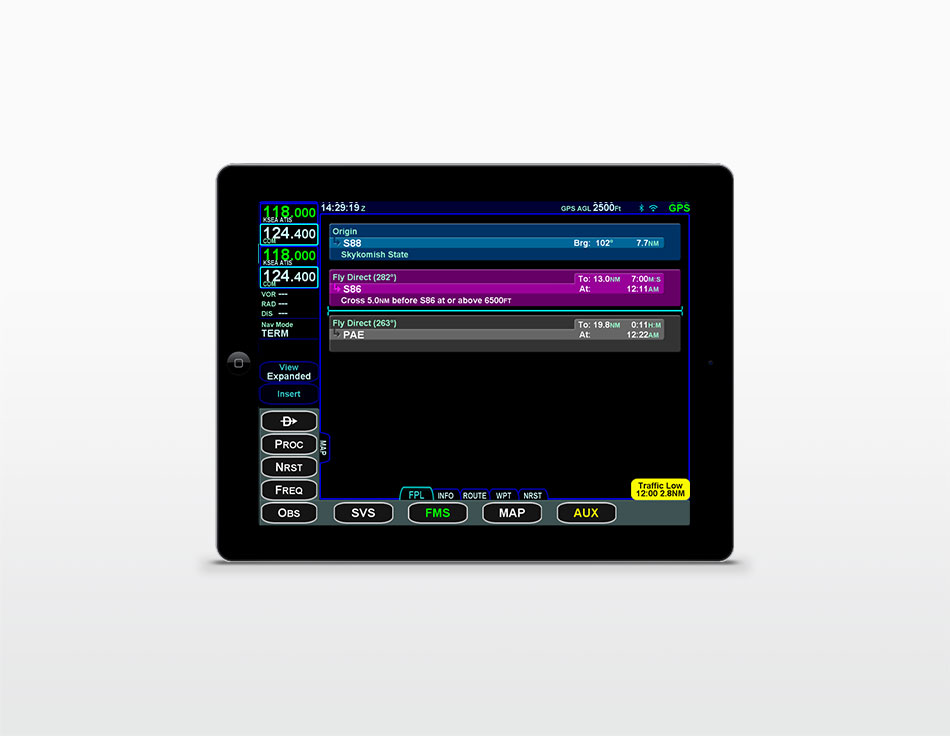 118.000
KSEA ATIS
124.400
COM
118.000
KSEA ATIS
124.400
COM
VOR ---
RAD ---
DIS ---
Nav Mode
TERM
View
Expanded
Insert
D
PROC
NRST
FREQ
OBS
14:29:19 Z
GPS AGL 2500FT
GPS
Origin
S88 Brg: 102° 7.7NM
Skykomish State
Fly Direct (282°) To: 13.0NM 7:00M:S
S86 At: 12:11AM
Cross 5.0NM before S86 at or above 6500FT
Fly Direct (263°) To: 19.8NM 0:11H:M
PAE At: 12:22AM
MAP
Traffic Low
12:00 2.8NM
FPL INFO ROUTE WPT NRST
SVS FMS MAP AUX